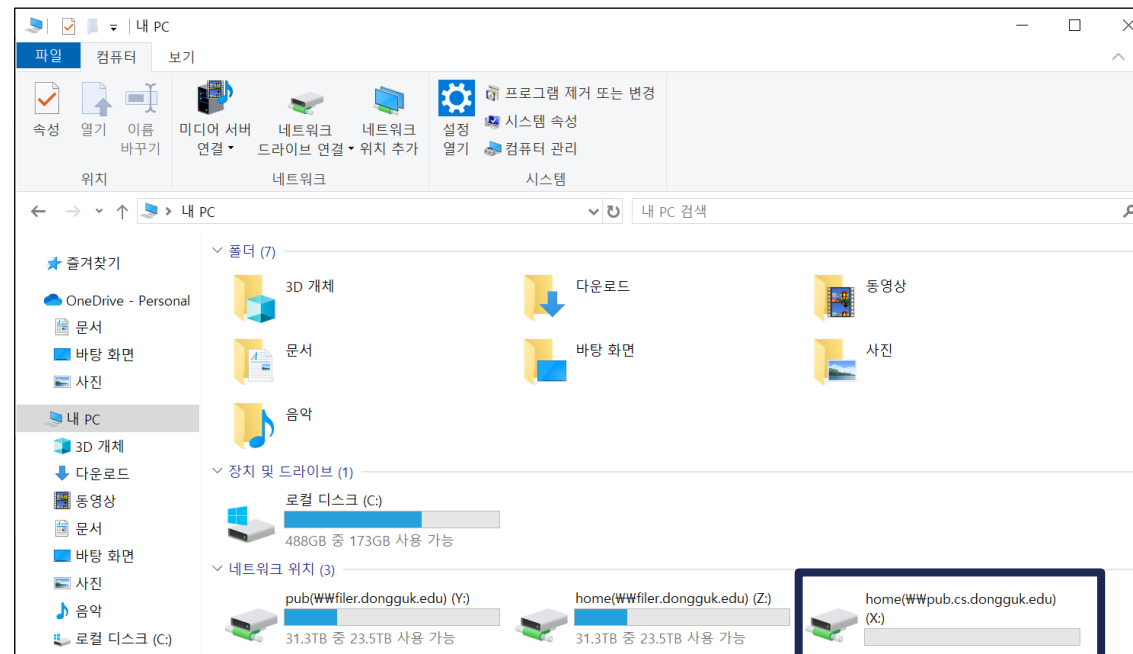 내 PC
파일 컴퓨터 보기
속성 열기 이름 바꾸기 미디어 서버 연결 네트워크 드라이브 연결 네트워크 위치 추가 설정 열기 프로그램 제거 또는 변경
시스템 속성
컴퓨터 관리
위치 네트워크 시스템
내 PC 내 PC 검색
즐겨찾기
OneDrive - Personal
문서
바탕 화면
사진
내 PC
3D 개체
다운로드
동영상
문서
바탕 화면
사진
음악
로컬 디스크 (C:)
폴더 (7)
3D 개체 다운로드 동영상
문서 바탕 화면 사진
음악
장치 및 드라이브 (1)
로컬 디스크 (C:)
488GB 중 173GB 사용 가능
네트워크 위치 (3)
pub(₩₩filer.dongguk.edu) (Y:)
31.3TB 중 23.5TB 사용 가능
home(₩₩filer.dongguk.edu) (Z:)
31.3TB 중 23.5TB 사용 가능
home(₩₩pub.cs.dongguk.edu)
(X:)